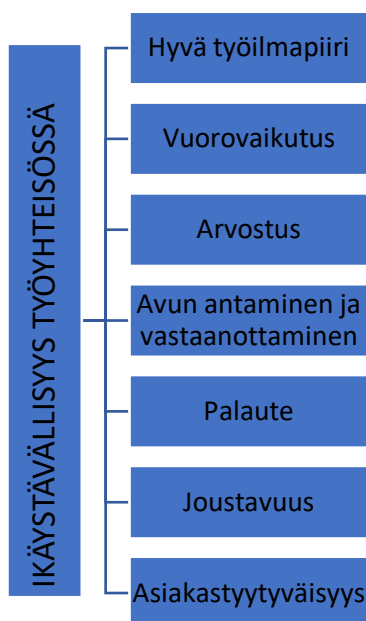 IKÄYSTÄVÄLLISYYS TYÖYHTEISÖSSÄ
Hyvä työilmapiiri
Vuorovaikutus
Arvostus
Avun antaminen ja
vastaanottaminen
Palaute
Joustavuus
Asiakastyytyväisyys